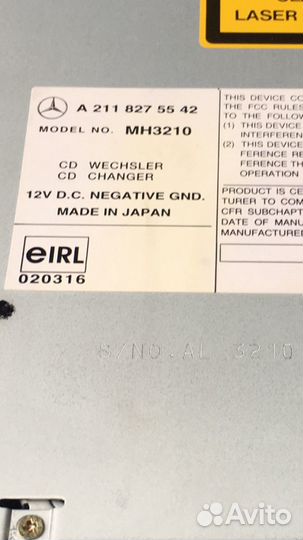 LASER
A 211 827 55 42
MODEL NO. MH3210
CD WECHSLER
CD CHANGER
12V D.C. NEGATIVE GND.
MADE IN JAPAN
eIRL
020316
THIS DEVICE CO
THE FCC RULES
TO THE FOLLOW
(1) THIS DEVICE
INTERFEREN
(2) THIS DEVICE
FERENCE RE
FERENCE TH
OPERATION
PRODUCT IS CE
TURER TO COM
CFR SUBCHAPT
DATE OF MANU
MANUFACTURE
S/NO.AL 3210
Avito